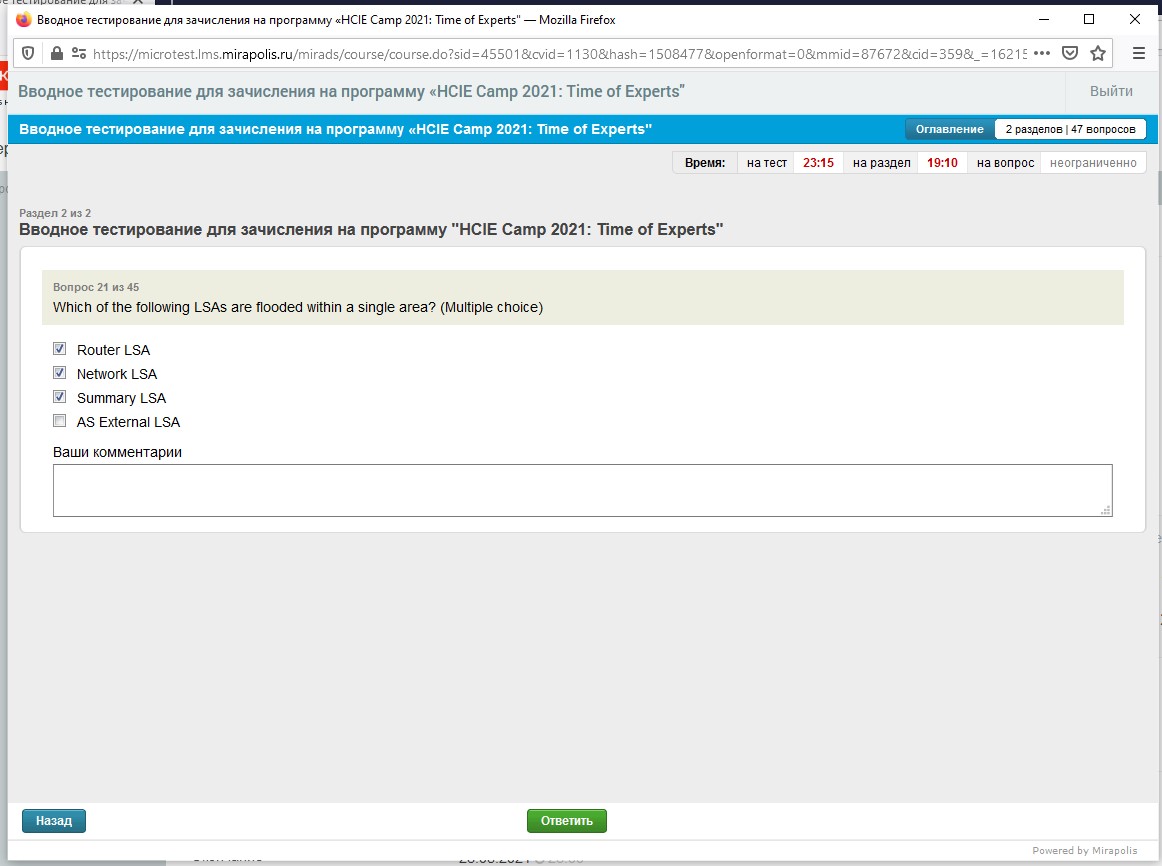 Вводное тестирование для зачисления на программу «HCIE Camp 2021: Time of Experts" — Mozilla Firefox
https://microtest.lms.mirapolis.ru/mirads/course/course.do?sid=45501&cvid=1130&hash=1508477&openformat=0&mmid=87672&cid=359&_=16215
Вводное тестирование для зачисления на программу «HCIE Camp 2021: Time of Experts"
Выйти
Вводное тестирование для зачисления на программу «HCIE Camp 2021: Time of Experts"
Оглавление 2 разделов | 47 вопросов
Время: на тест 23:15 на раздел 19:10 на вопрос неограниченно
Раздел 2 из 2
Вводное тестирование для зачисления на программу "HCIE Camp 2021: Time of Experts"
Вопрос 21 из 45
Which of the following LSAs are flooded within a single area? (Multiple choice)
Router LSA
Network LSA
Summary LSA
AS External LSA
Ваши комментарии
Назад
Ответить
Powered by Mirapolis